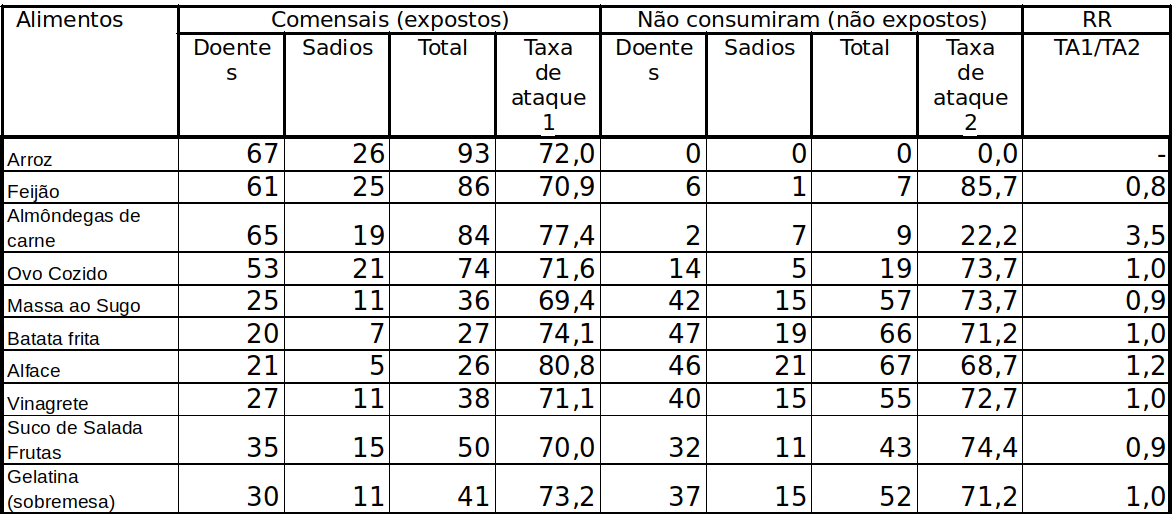 Alimentos Comensais (expostos) Não consumiram (não expostos) RR
Doentes Sadios Total Taxa de ataque 1 Doentes Sadios Total Taxa de ataque 2 TA1/TA2
Arroz 67 26 93 72,0 0 0 0 0,0 -
Feijão 61 25 86 70,9 6 1 7 85,7 0,8
Almôndegas de
carne 65 19 84 77,4 2 7 9 22,2 3,5
Ovo Cozido 53 21 74 71,6 14 5 19 73,7 1,0
Massa ao Sugo 25 11 36 69,4 42 15 57 73,7 0,9
Batata frita 20 7 27 74,1 47 19 66 71,2 1,0
Alface 21 5 26 80,8 46 21 67 68,7 1,2
Vinagrete 27 11 38 71,1 40 15 55 72,7 1,0
Suco de Salada
Frutas 35 15 50 70,0 32 11 43 74,4 0,9
Gelatina
(sobremesa) 30 11 41 73,2 37 15 52 71,2 1,0